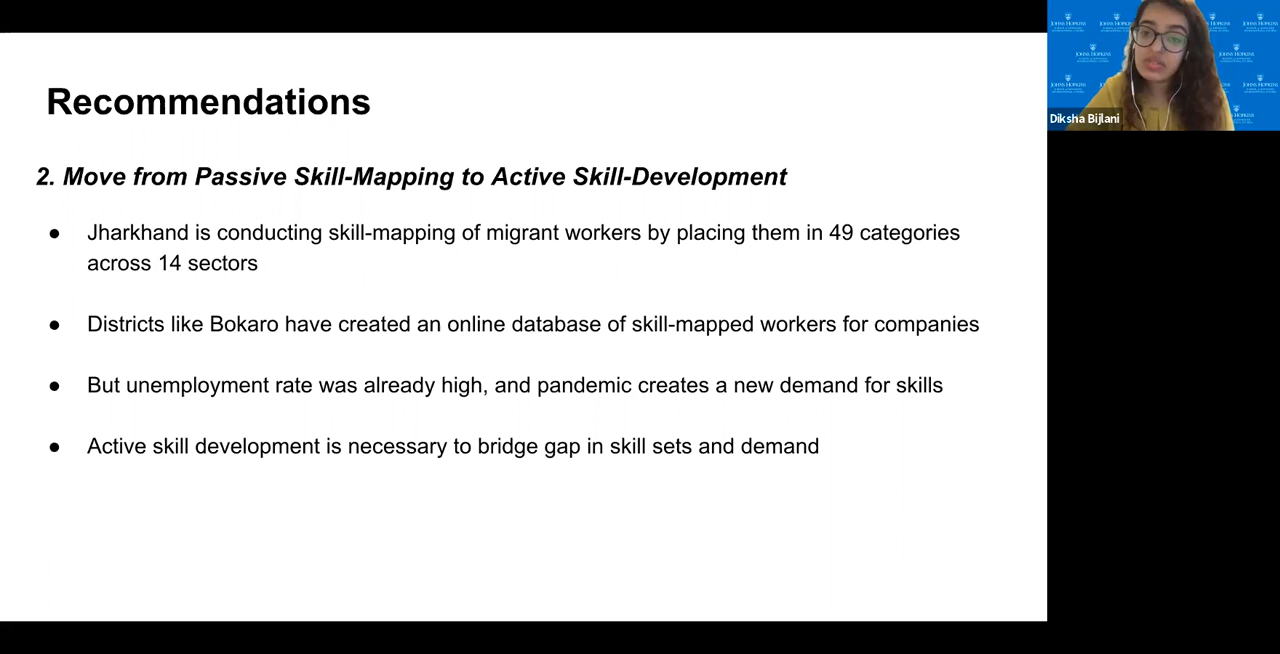 Recommendations
2. Move from Passive Skill-Mapping to Active Skill-Development
● Jharkhand is conducting skill-mapping of migrant workers by placing them in 49 categories
across 14 sectors
● Districts like Bokaro have created an online database of skill-mapped workers for companies
● But unemployment rate was already high, and pandemic creates a new demand for skills
● Active skill development is necessary to bridge gap in skill sets and demand
JOHNS HOPKINS
Diksha Bijlani